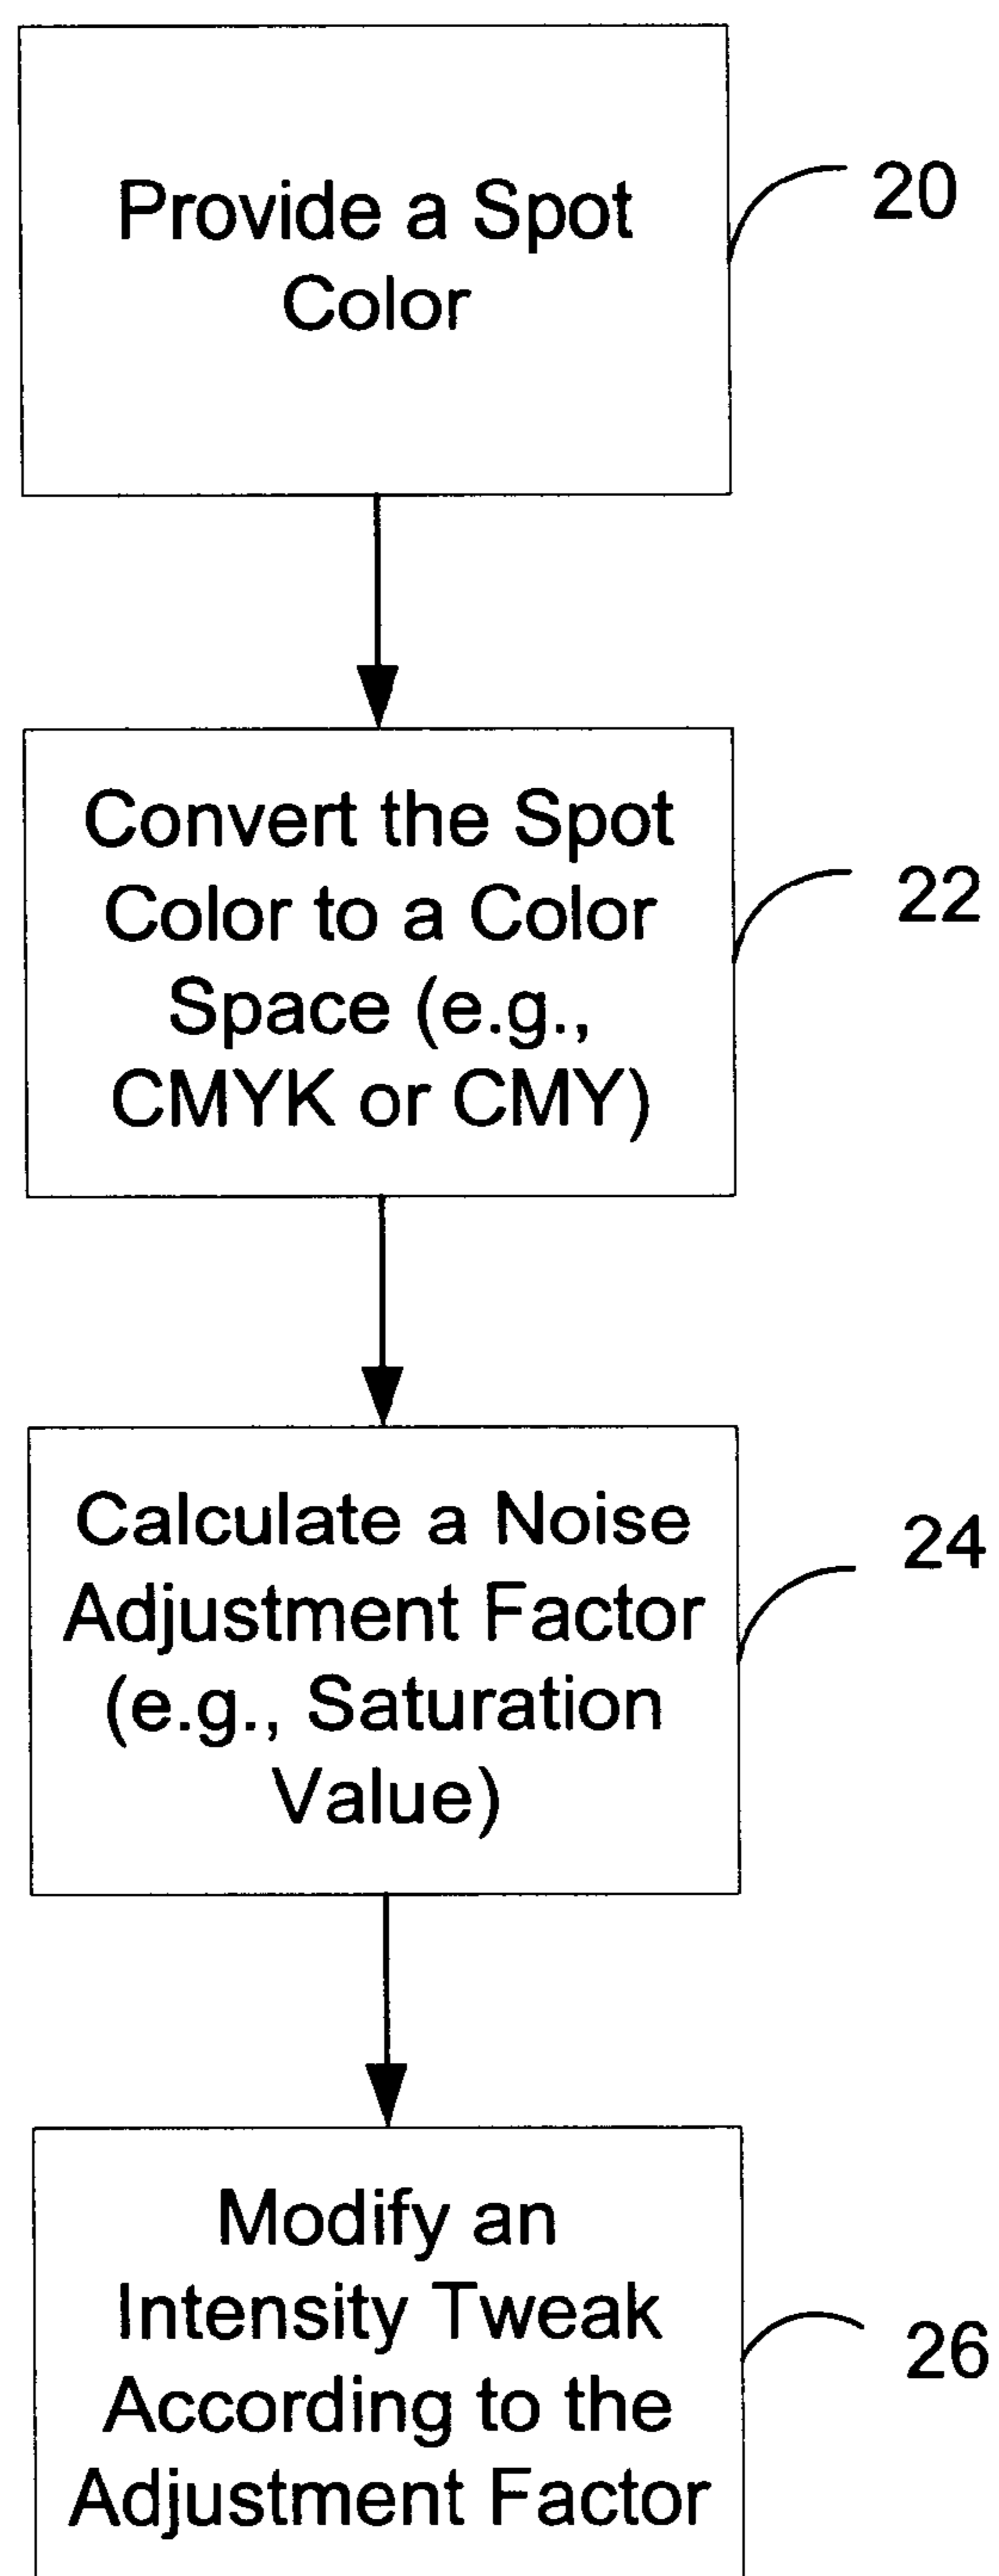 Provide a Spot
Color
20
Convert the Spot
Color to a Color
Space (e.g.,
CMYK or CMY)
22
Calculate a Noise
Adjustment Factor
(e.g., Saturation
Value)
24
Modify an
Intensity Tweak
According to the
Adjustment Factor
26